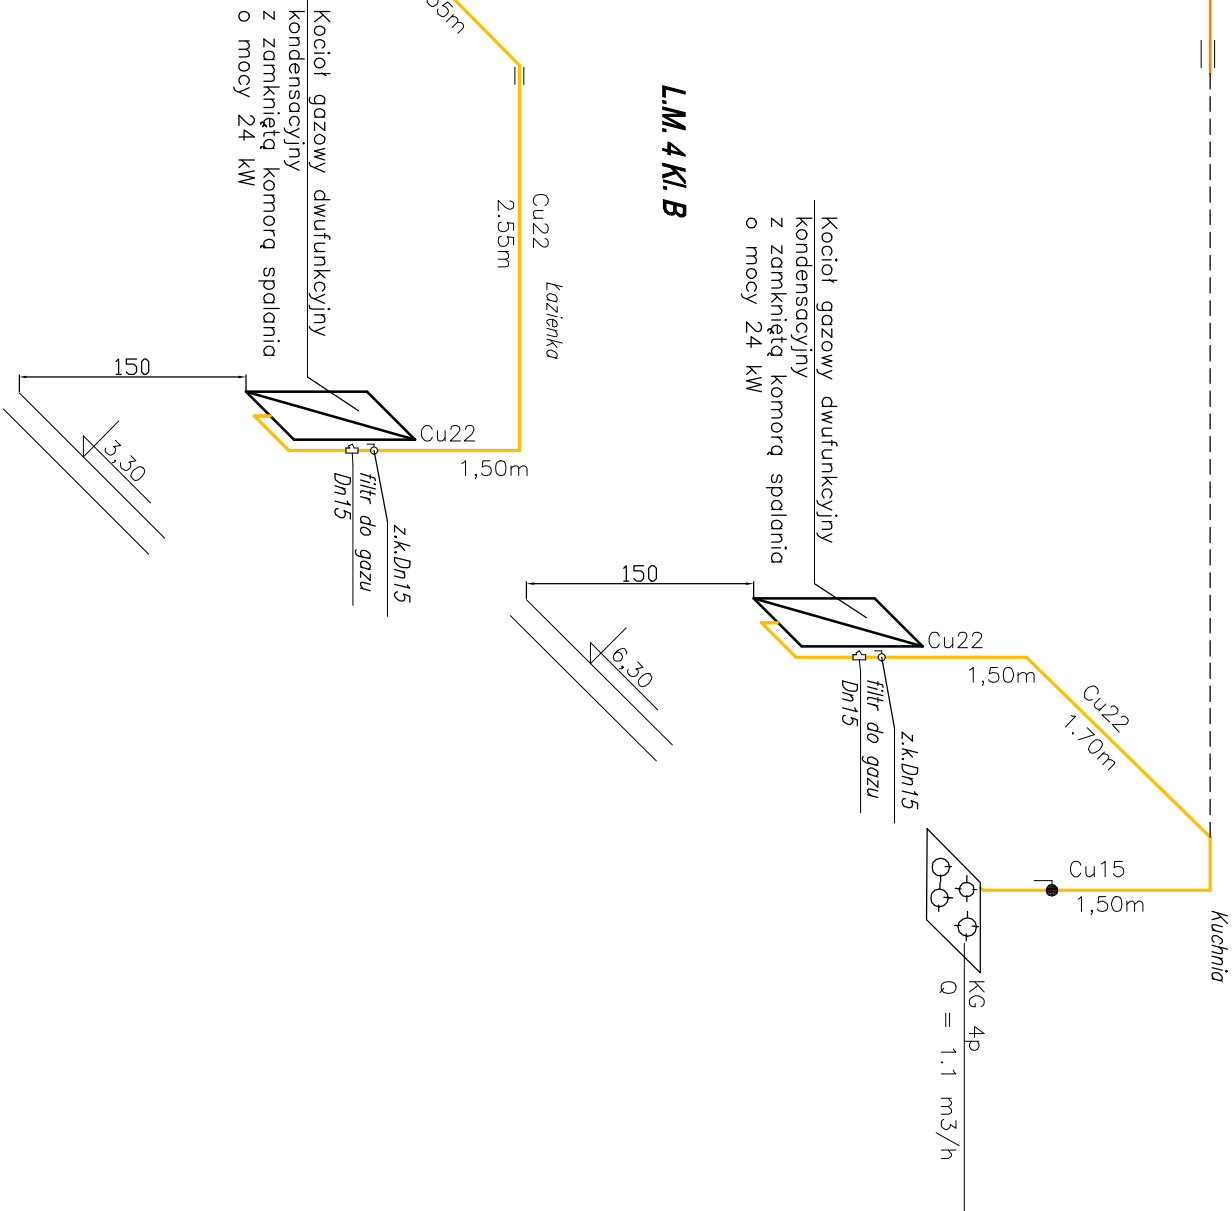 Kocioł gazowy dwufunkcyjny
kondensacyjny
z zamkniętą komorą spalania
o mocy 24 kW
Cu22
2.55m
Łazienka
150
3,30
Cu22
1,50m
z.k.Dn15
filtr do gazu
Dn15
L.M. 4 Kl. B
Kocioł gazowy dwufunkcyjny
kondensacyjny
z zamkniętą komorą spalania
o mocy 24 kW
150
6,30
Cu22
1,50m
z.k.Dn15
filtr do gazu
Dn15
Cu22
1.70m
Cu15
1,50m
Kuchnia
KG 4p
Q = 1.1 m3/h